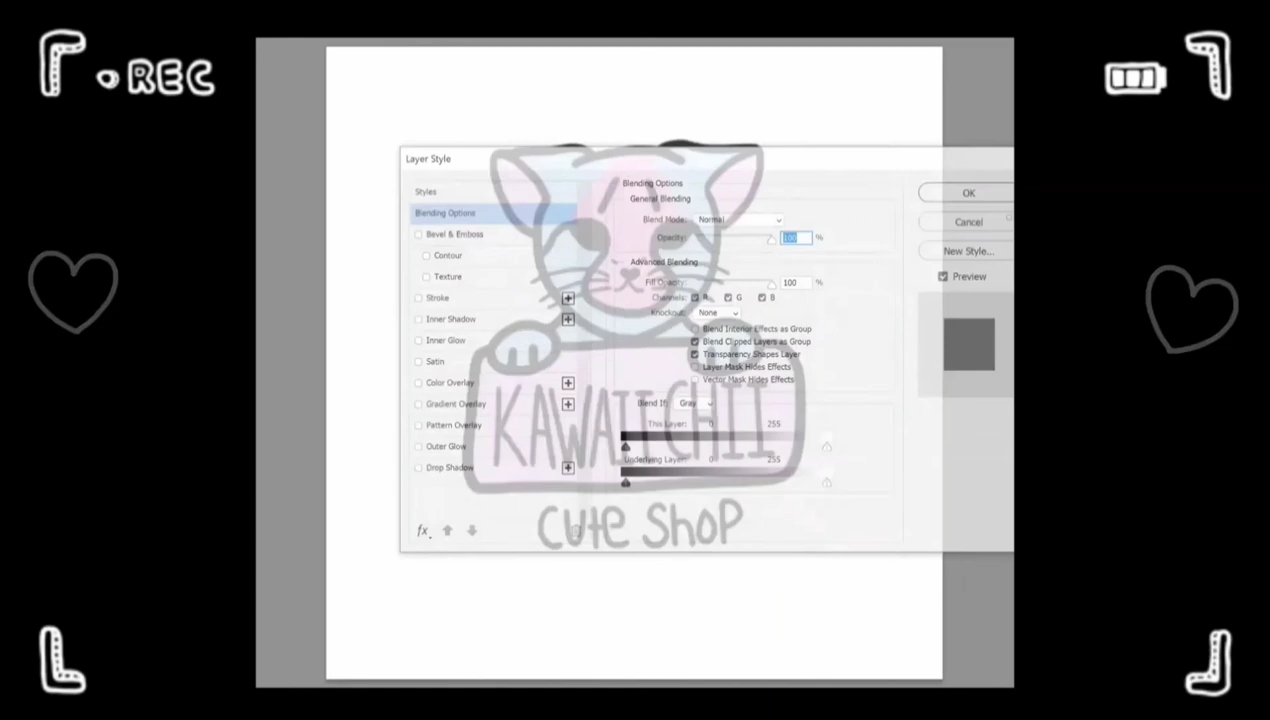 REC
Layer Style
Styles
Blending Options
Bevel & Emboss
Contour
Texture
Stroke
Inner Shadow
Inner Glow
Satin
Color Overlay
Gradient Overlay
Pattern Overlay
Outer Glow
Drop Shadow
fx
Blending Options
General Blending
Blend Mode: Normal
Opacity: 100 %
Advanced Blending
Fill Opacity: 100 %
Channels: R G B
Knockout: None
Blend Interior Effects as Group
Blend Clipped Layers as Group
Transparency Shapes Layer
Layer Mask Hides Effects
Vector Mask Hides Effects
Blend If: Gray
This Layer: 0 255
Underlying Layer: 0 255
OK
Cancel
New Style...
Preview
KAWAII CHII
Cute Shop